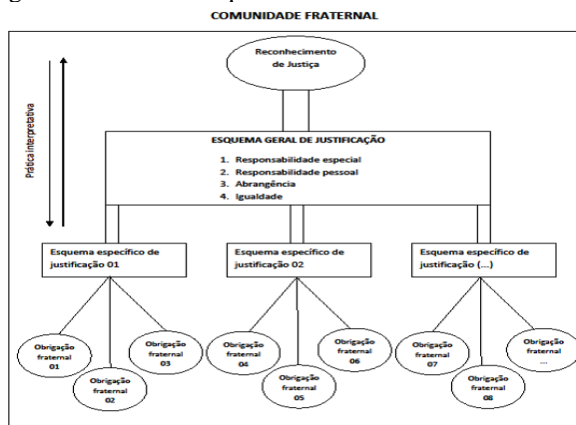 COMUNIDADE FRATERNAL
Reconhecimento
de Justiça
Prática interpretativa
ESQUEMA GERAL DE JUSTIFICAÇÃO
1. Responsabilidade especial
2. Responsabilidade pessoal
3. Abrangência
4. Igualdade
Esquema específico de
justificação 01
Esquema específico de
justificação 02
Esquema específico de
justificação (...)
Obrigação
fraternal
01
Obrigação
fraternal
02
Obrigação
fraternal
03
Obrigação
fraternal
04
Obrigação
fraternal
05
Obrigação
fraternal
06
Obrigação
fraternal
07
Obrigação
fraternal
08
Obrigação
fraternal
...